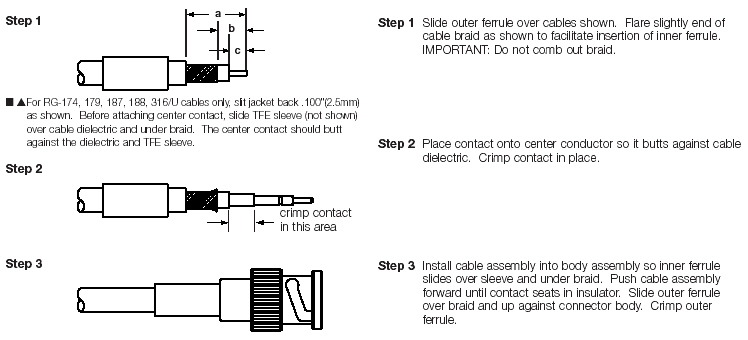 Step 1
a
b
c
■ ▲For RG-174, 179, 187, 188, 316/U cables only, slit jacket back .100"(2.5mm)
as shown. Before attaching center contact, slide TFE sleeve (not shown)
over cable dielectric and under braid. The center contact should butt
against the dielectric and TFE sleeve.
Step 1 Slide outer ferrule over cables shown. Flare slightly end of
cable braid as shown to facilitate insertion of inner ferrule.
IMPORTANT: Do not comb out braid.
Step 2
crimp contact
in this area
Step 2 Place contact onto center conductor so it butts against cable
dielectric. Crimp contact in place.
Step 3
Step 3 Install cable assembly into body assembly so inner ferrule
slides over sleeve and under braid. Push cable assembly
forward until contact seats in insulator. Slide outer ferrule
over braid and up against connector body. Crimp outer
ferrule.